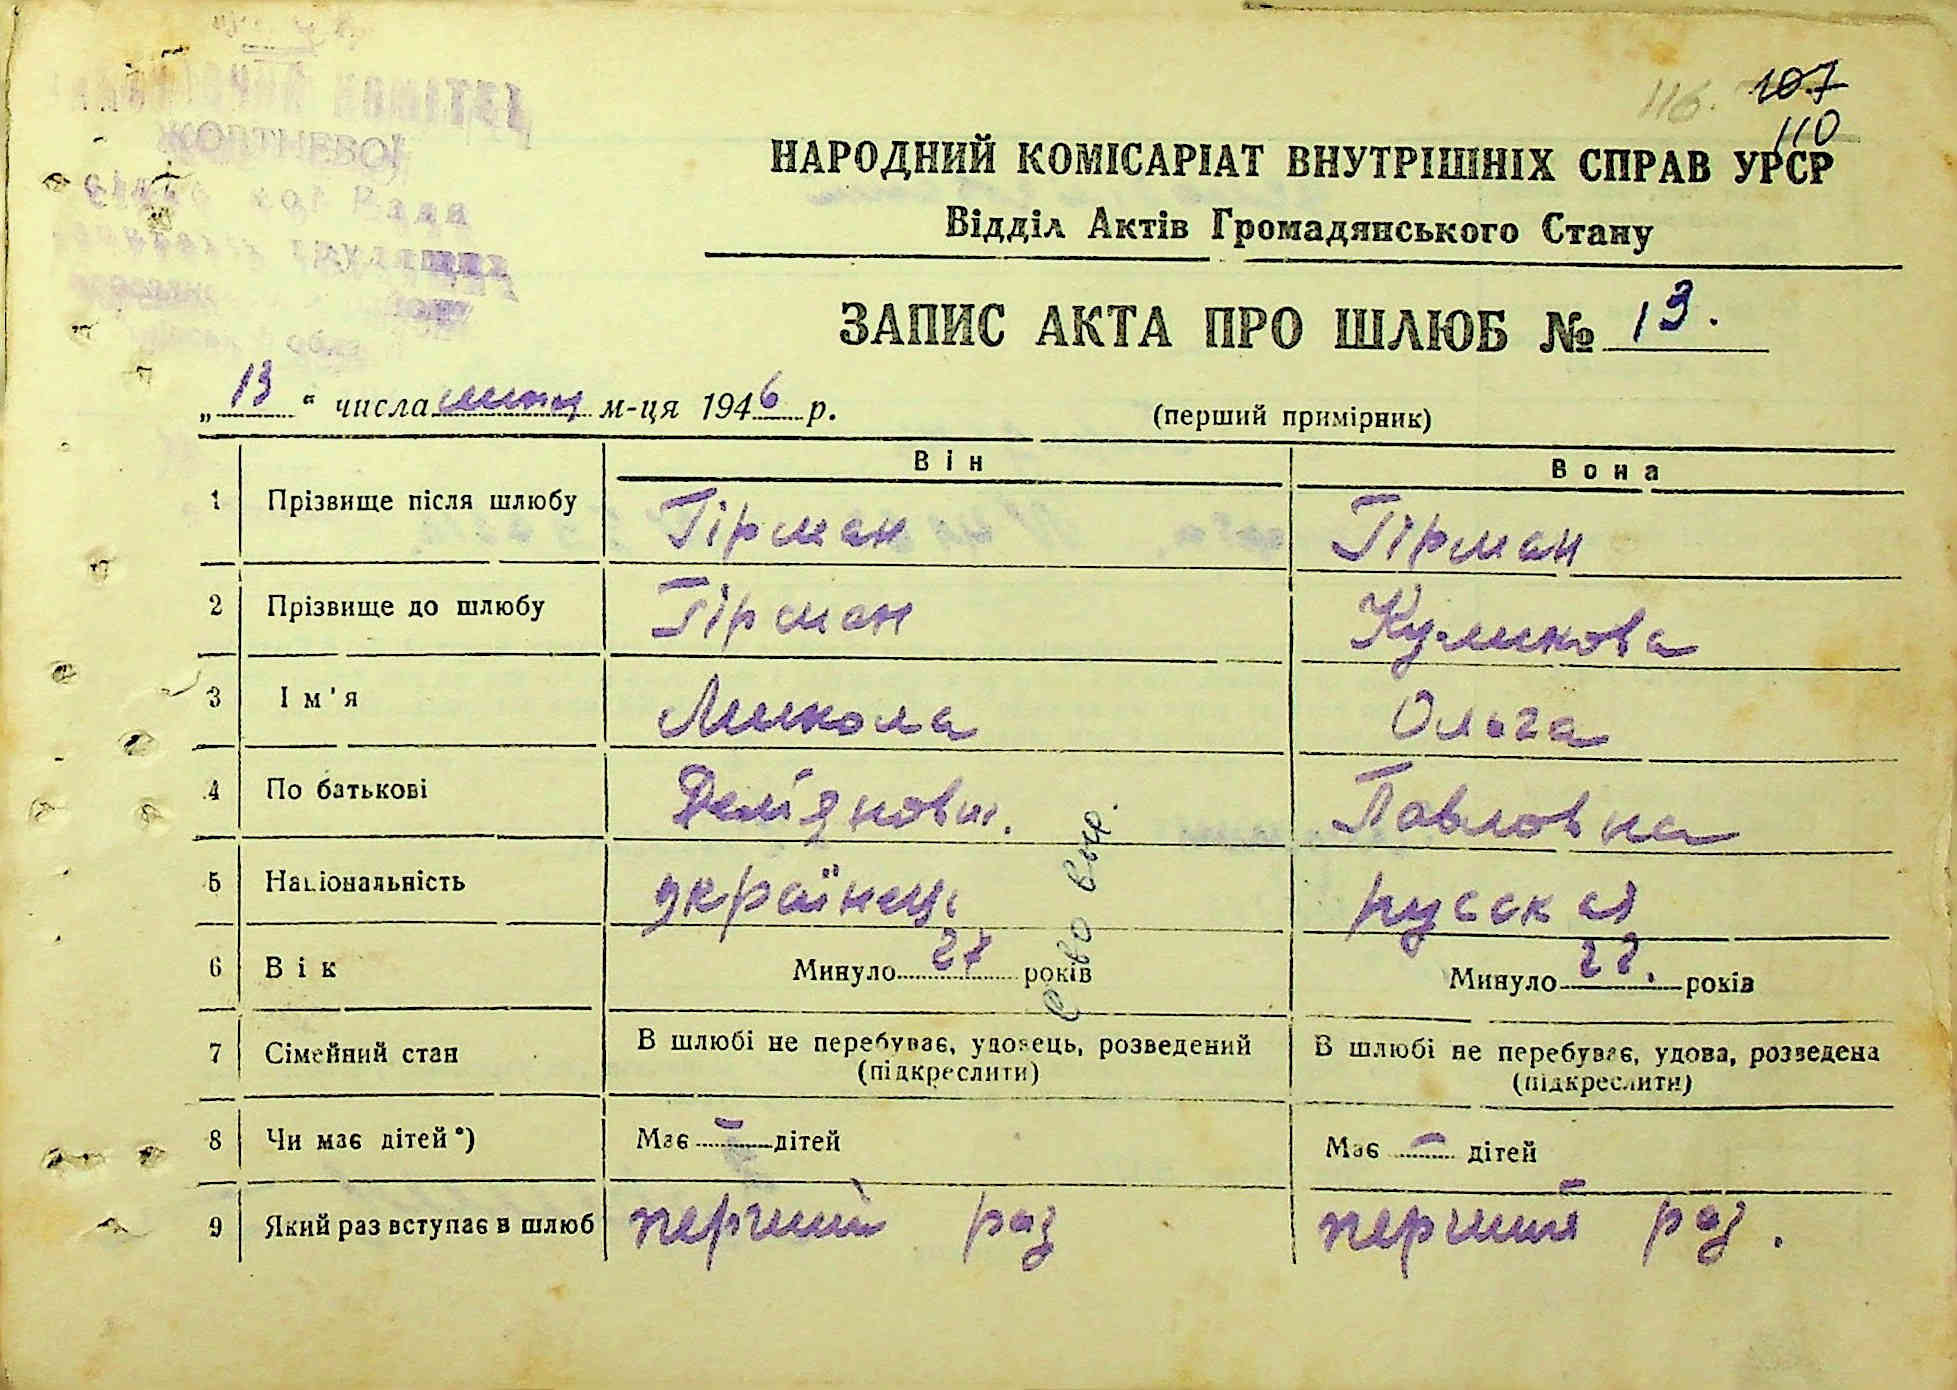 116. 107
110
ЖОВТНЕВОЇ
НАРОДНИЙ КОМІСАРІАТ ВНУТРІШНІХ СПРАВ УРСР
Відділ Актів Громадянського Стану
ЗАПИС АКТА ПРО ШЛЮБ № 13.
„13“ числа м-ця 1946 р. (перший примірник)
Він Вона
1 Прізвище після шлюбу Гірман Гірман
2 Прізвище до шлюбу Гірман Куликова
3 Ім'я Микола Ольга
4 По батькові Дем'янович. Павловна
5 Національність українець русская
6 Вік Минуло 27 років Минуло 22. років
7 Сімейний стан В шлюбі не перебуває, удовець, розведений В шлюбі не перебуває, удова, розведена
(підкреслити) (підкреслити)
8 Чи має дітей*) Має – дітей Має – дітей
9 Який раз вступає в шлюб перший раз перший раз.